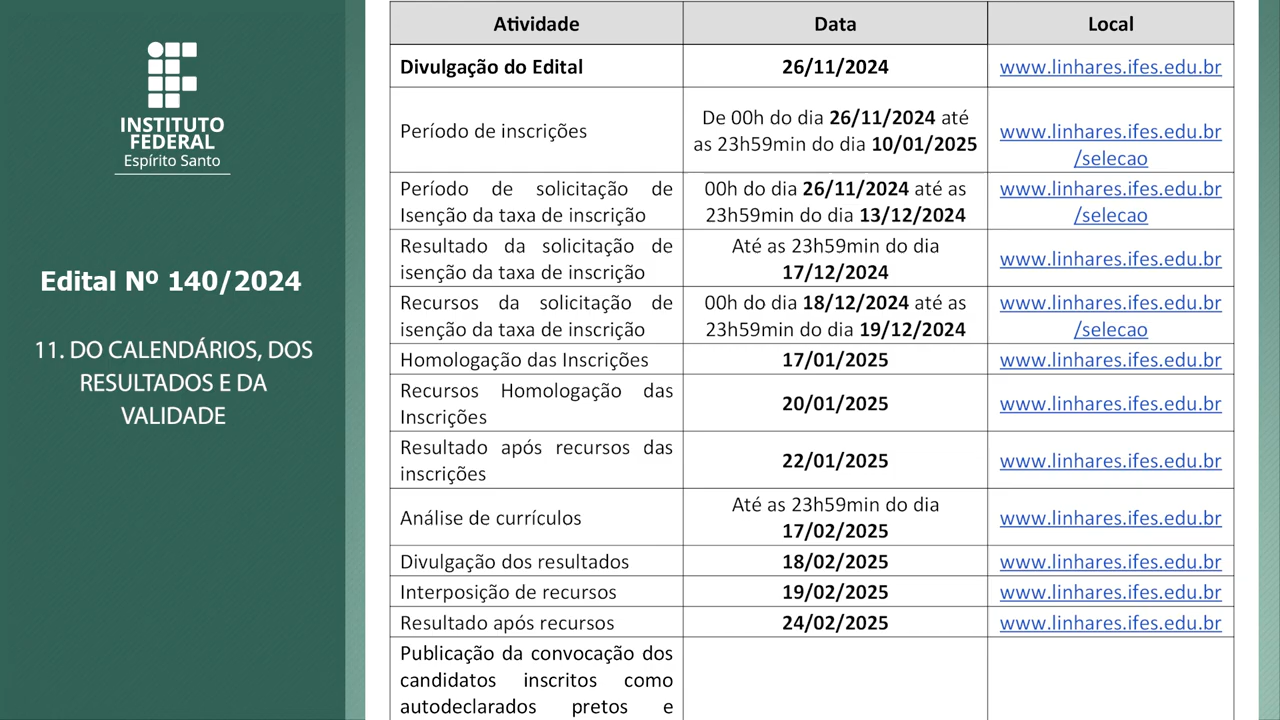 INSTITUTO
FEDERAL
Espírito Santo
Edital Nº 140/2024
11. DO CALENDÁRIOS, DOS
RESULTADOS E DA
VALIDADE
Atividade Data Local
Divulgação do Edital 26/11/2024 www.linhares.ifes.edu.br
Período de inscrições De 00h do dia 26/11/2024 até
as 23h59min do dia 10/01/2025 www.linhares.ifes.edu.br
/selecao
Período de solicitação de 00h do dia 26/11/2024 até as www.linhares.ifes.edu.br
Isenção da taxa de inscrição 23h59min do dia 13/12/2024 /selecao
Resultado da solicitação de Até as 23h59min do dia
isenção da taxa de inscrição 17/12/2024 www.linhares.ifes.edu.br
Recursos da solicitação de 00h do dia 18/12/2024 até as www.linhares.ifes.edu.br
isenção da taxa de inscrição 23h59min do dia 19/12/2024 /selecao
Homologação das Inscrições 17/01/2025 www.linhares.ifes.edu.br
Recursos Homologação das
Inscrições 20/01/2025 www.linhares.ifes.edu.br
Resultado após recursos das
inscrições 22/01/2025 www.linhares.ifes.edu.br
Análise de currículos Até as 23h59min do dia
17/02/2025 www.linhares.ifes.edu.br
Divulgação dos resultados 18/02/2025 www.linhares.ifes.edu.br
Interposição de recursos 19/02/2025 www.linhares.ifes.edu.br
Resultado após recursos 24/02/2025 www.linhares.ifes.edu.br
Publicação da convocação dos
candidatos inscritos como
autodeclarados pretos e